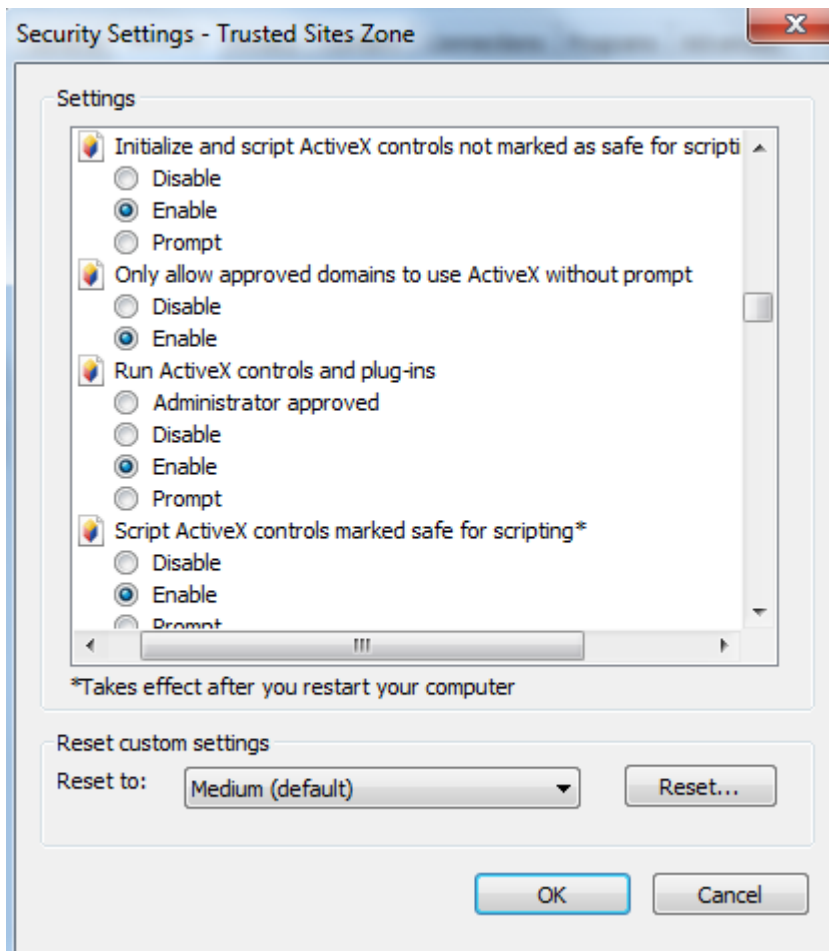 Security Settings - Trusted Sites Zone
Settings
Initialize and script ActiveX controls not marked as safe for scripti
Disable
Enable
Prompt
Only allow approved domains to use ActiveX without prompt
Disable
Enable
Run ActiveX controls and plug-ins
Administrator approved
Disable
Enable
Prompt
Script ActiveX controls marked safe for scripting*
Disable
Enable
Prompt
*Takes effect after you restart your computer
Reset custom settings
Reset to:
Medium (default)
Reset...
OK
Cancel